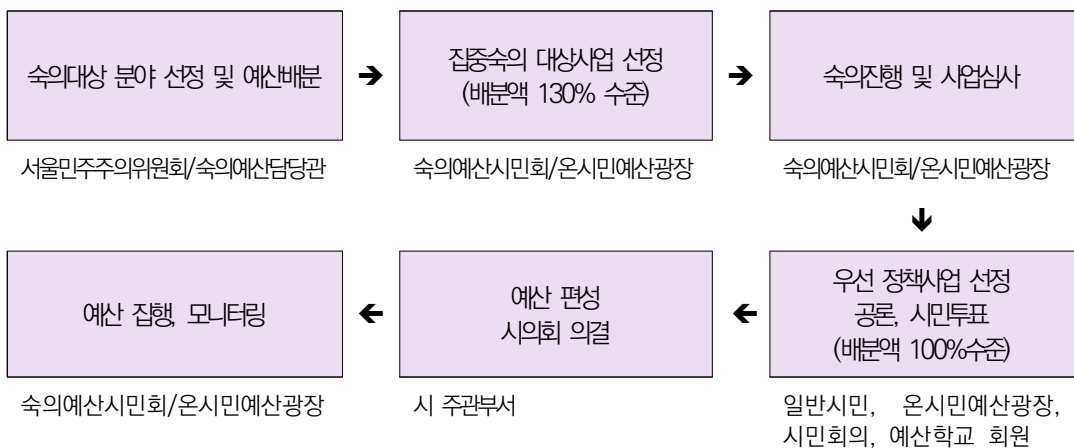 숙의대상 분야 선정 및 예산배분
➔
집중숙의 대상사업 선정
(배분액 130% 수준)
➔
숙의진행 및 사업심사
서울민주주의위원회/숙의예산담당관
숙의예산시민회/온시민예산광장
숙의예산시민회/온시민예산광장
예산 집행, 모니터링
예산 편성
시의회 의결
우선 정책사업 선정
공론, 시민투표
(배분액 100%수준)
숙의예산시민회/온시민예산광장
시 주관부서
일반시민, 온시민예산광장,
시민회의, 예산학교 회원